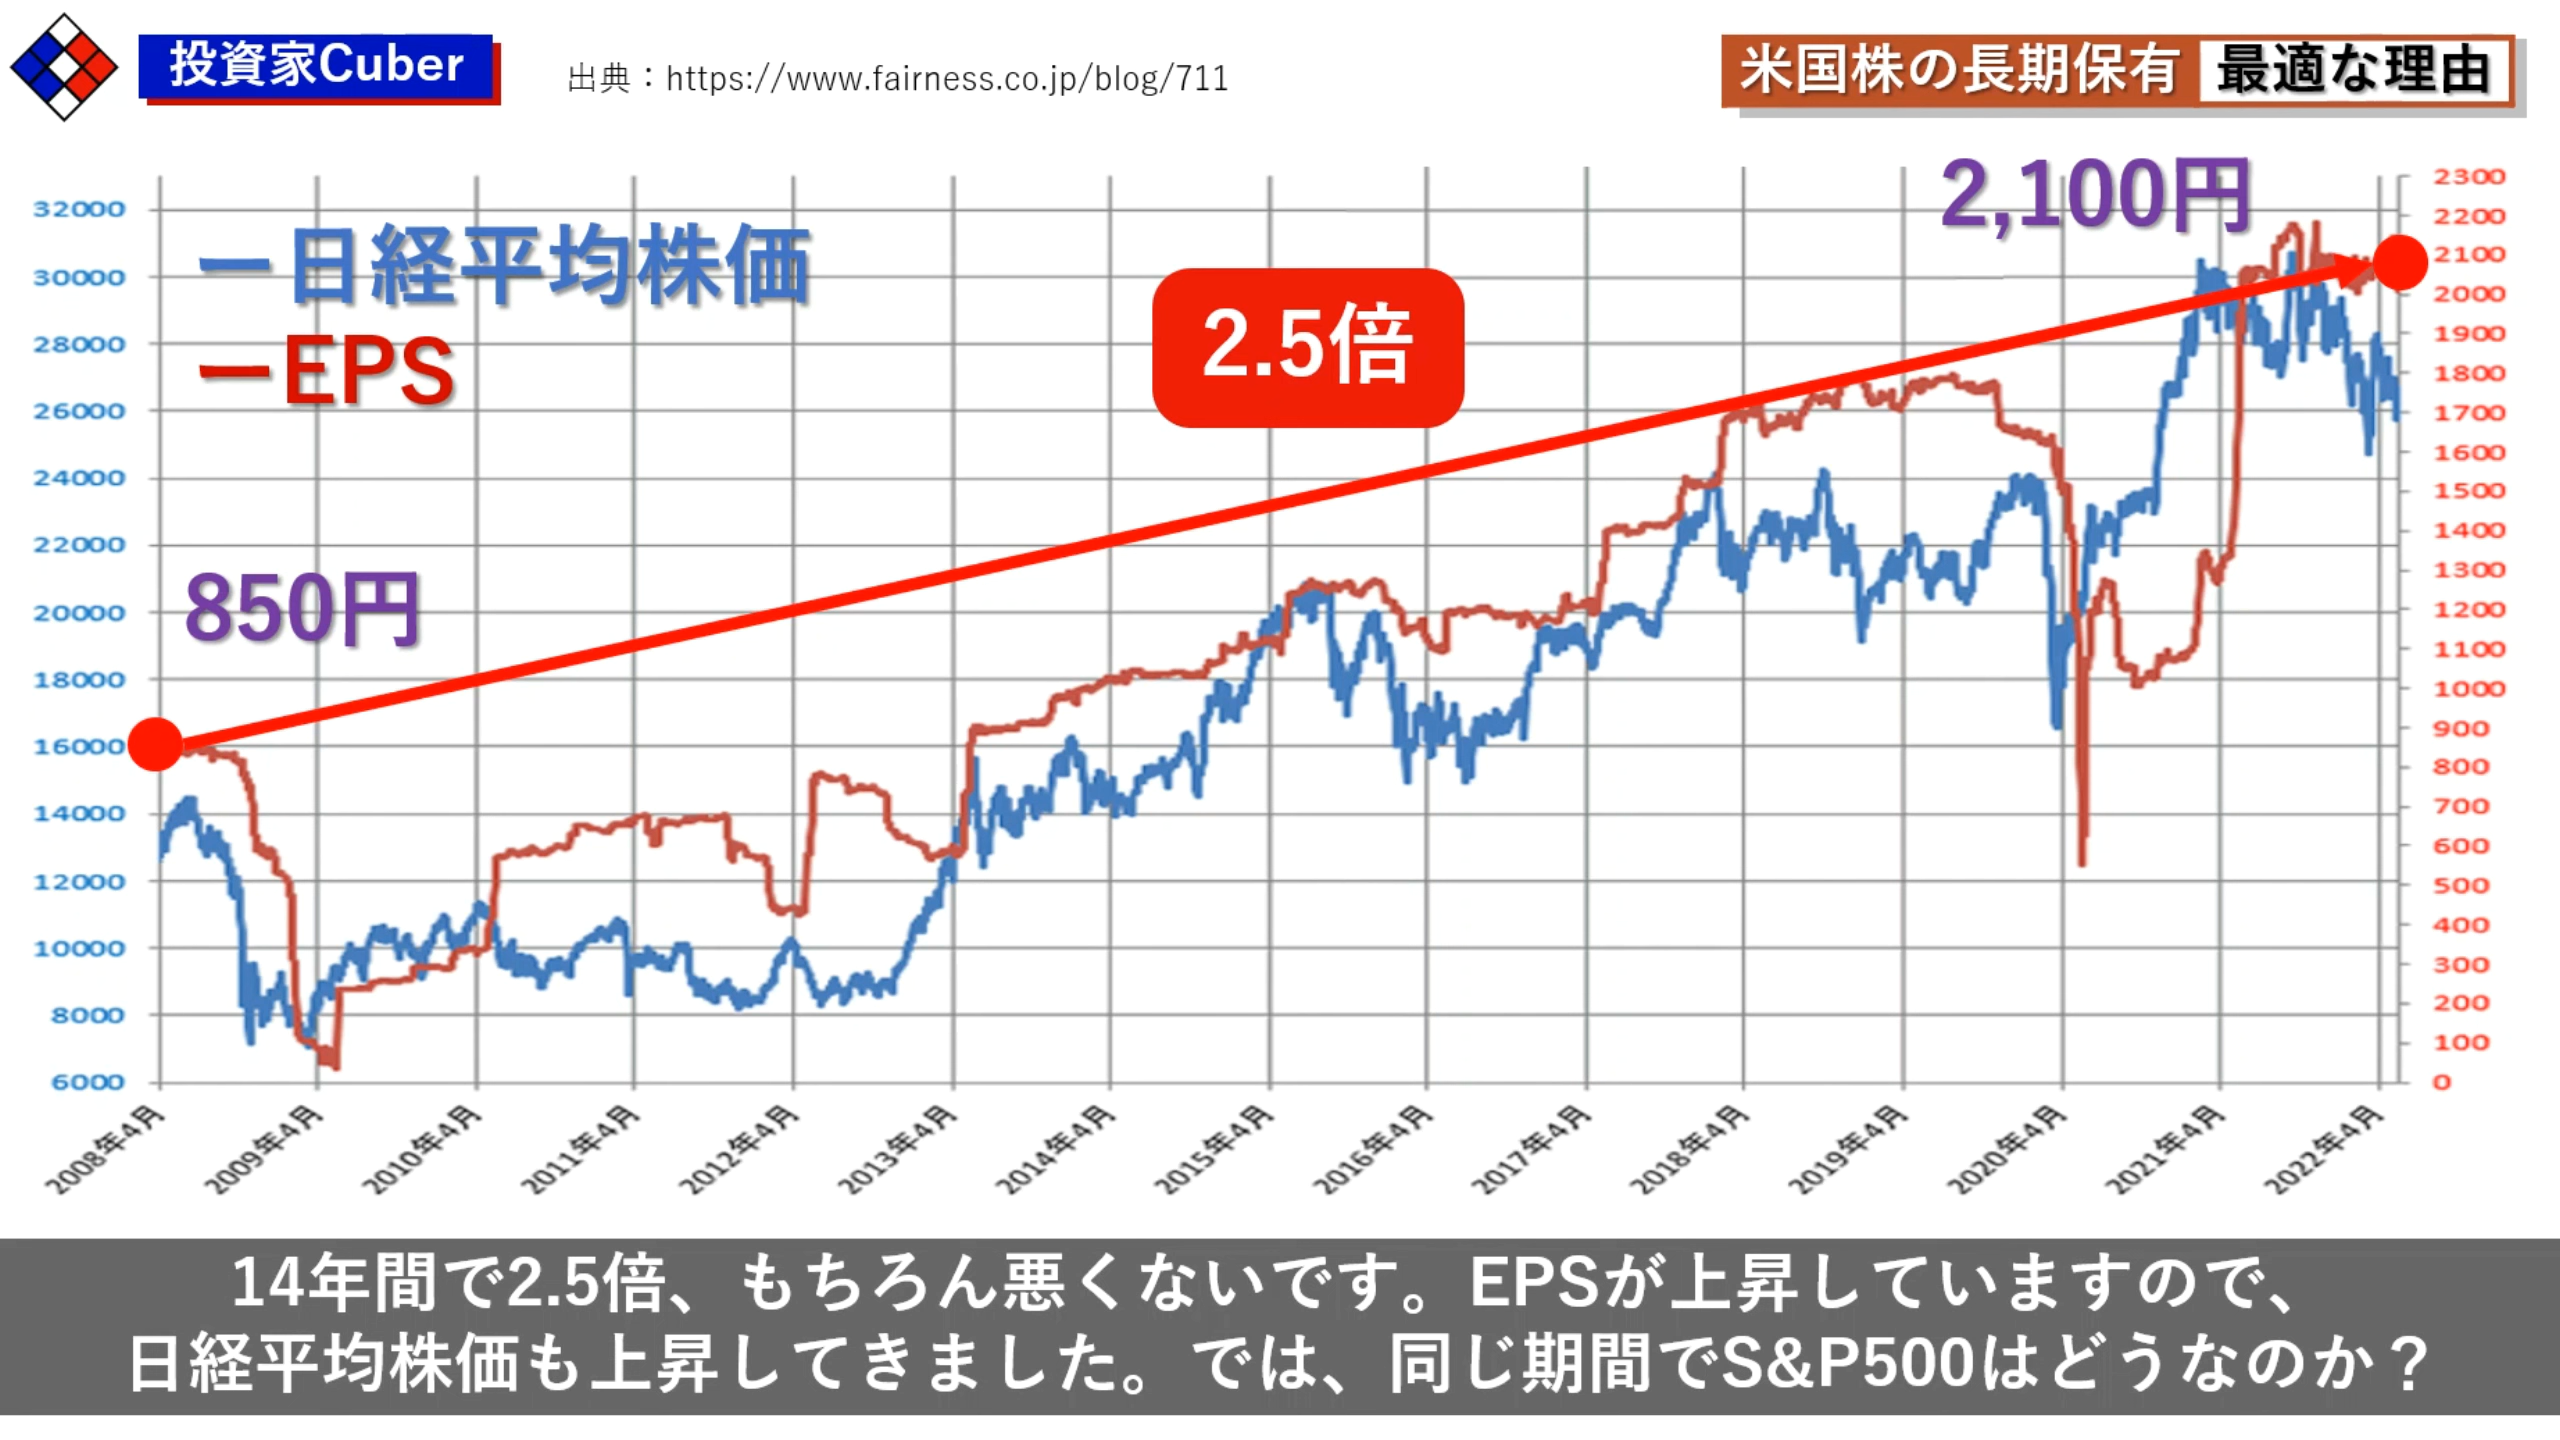 投資家Cuber
出典：https://www.fairness.co.jp/blog/711
米国株の長期保有 最適な理由
2,100円
2.5倍
850円
ー日経平均株価
ーEPS
32000
30000
28000
26000
24000
22000
20000
18000
16000
14000
12000
10000
8000
6000
2300
2200
2100
2000
1900
1800
1700
1600
1500
1400
1300
1200
1100
1000
900
800
700
600
500
400
300
200
100
0
2008年4月
2009年4月
2010年4月
2011年4月
2012年4月
2013年4月
2014年4月
2015年4月
2016年4月
2017年4月
2018年4月
2019年4月
2020年4月
2021年4月
2022年4月
14年間で2.5倍、もちろん悪くないです。EPSが上昇していますので、
日経平均株価も上昇してきました。では、同じ期間でS&P500はどうなのか？